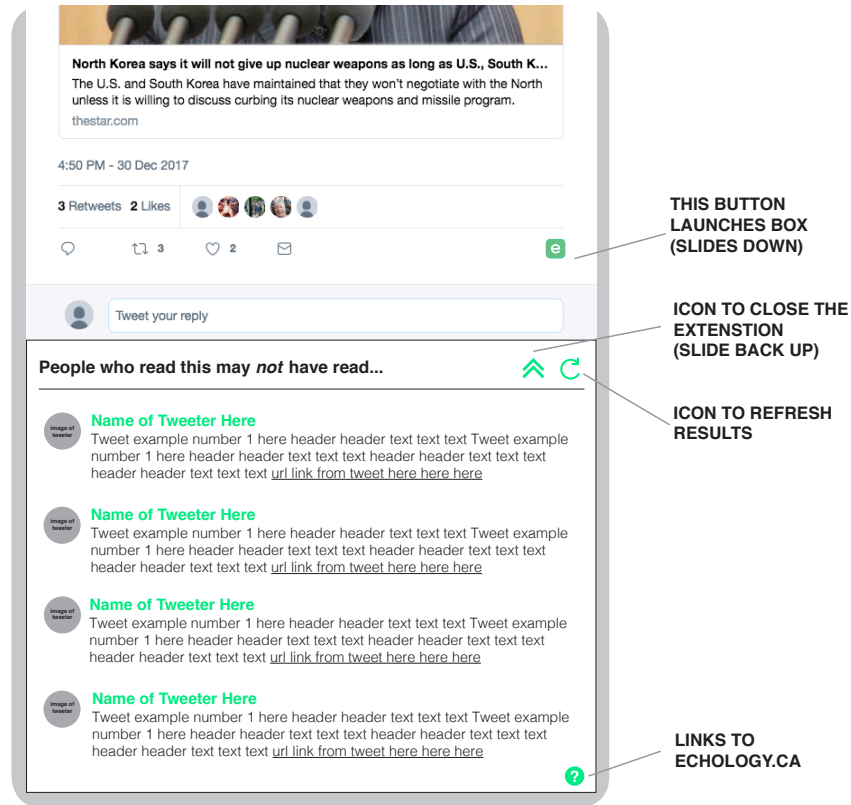 North Korea says it will not give up nuclear weapons as long as U.S., South K...
The U.S. and South Korea have maintained that they won't negotiate with the North
unless it is willing to discuss curbing its nuclear weapons and missile program.
thestar.com
4:50 PM - 30 Dec 2017
3 Retweets 2 Likes
3 2 e
Tweet your reply
THIS BUTTON
LAUNCHES BOX
(SLIDES DOWN)
ICON TO CLOSE THE
EXTENSTION
(SLIDE BACK UP)
People who read this may not have read...
ICON TO REFRESH
RESULTS
image of
tweeter
Name of Tweeter Here
Tweet example number 1 here header header text text text Tweet example
number 1 here header header text text text header header text text text
header header text text text url link from tweet here here here
image of
tweeter
Name of Tweeter Here
Tweet example number 1 here header header text text text Tweet example
number 1 here header header text text text header header text text text
header header text text text url link from tweet here here here
image of
tweeter
Name of Tweeter Here
Tweet example number 1 here header header text text text Tweet example
number 1 here header header text text text header header text text text
header header text text text url link from tweet here here here
image of
tweeter
Name of Tweeter Here
Tweet example number 1 here header header text text text Tweet example
number 1 here header header text text text header header text text text
header header text text text url link from tweet here here here
?
LINKS TO
ECHOLOGY.CA